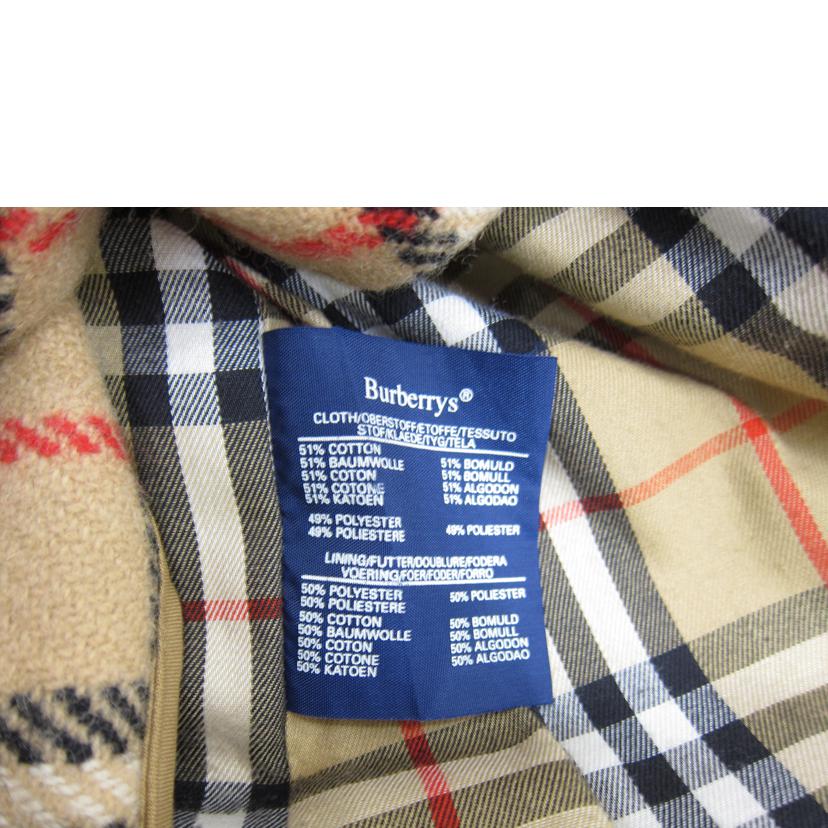 Burberrys®
CLOTH/OBERSTOFF/ETOFFE/TESSUTO
STOF/KLAEDE/TYG/TELA
51% COTTON
51% BAUMWOLLE 51% BOMULD
51% COTON 51% BOMULL
51% COTONE 51% ALGODON
51% KATOEN 51% ALGODAO
49% POLYESTER 49% POLIESTER
49% POLIESTERE
LINING/FUTTER/DOUBLURE/FODERA
VOERING/FOER/FODER/FORRO
50% POLYESTER 50% POLIESTER
50% POLIESTERE
50% COTTON 50% BOMULD
50% BAUMWOLLE 50% BOMULL
50% COTON 50% ALGODON
50% COTONE 50% ALGODAO
50% KATOEN